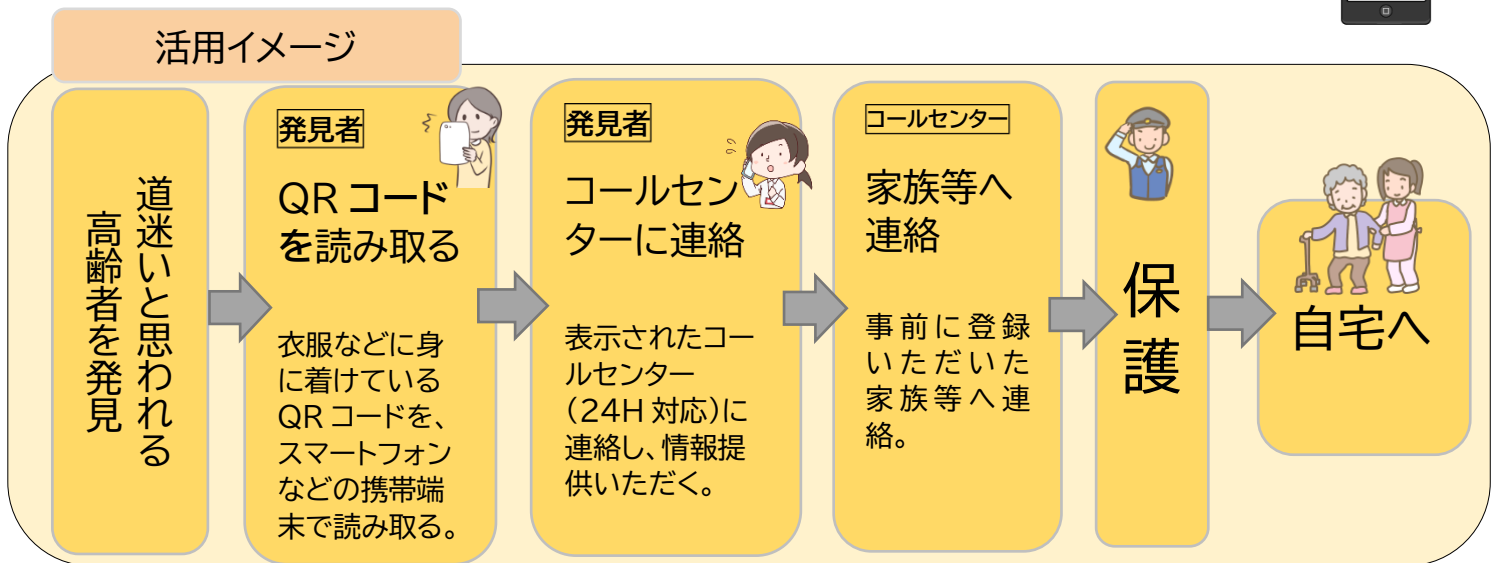 活用イメージ
道迷いと思われる
高齢者を発見
発見者
QRコード
を読み取る
衣服などに身
に着けている
QRコードを、
スマートフォン
などの携帯端
末で読み取る。
発見者
コールセン
ターに連絡
表示されたコー
ルセンター
（24H対応）に
連絡し、情報提
供いただく。
コールセンター
家族等へ
連絡
事前に登録
いただいた
家族等へ連
絡。
保護
自宅へ